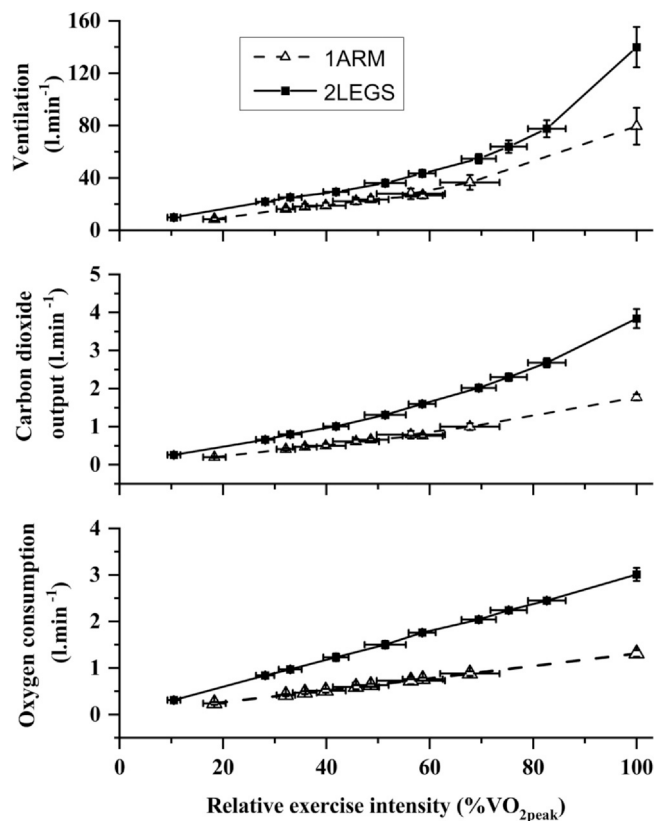 160
120
80
40
0
Ventilation
(l.min⁻¹)
1ARM
2LEGS
5
4
3
2
1
0
Carbon dioxide
output (l.min⁻¹)
4
3
2
1
0
Oxygen consumption
(l.min⁻¹)
0 20 40 60 80 100
Relative exercise intensity (%VO₂peak)